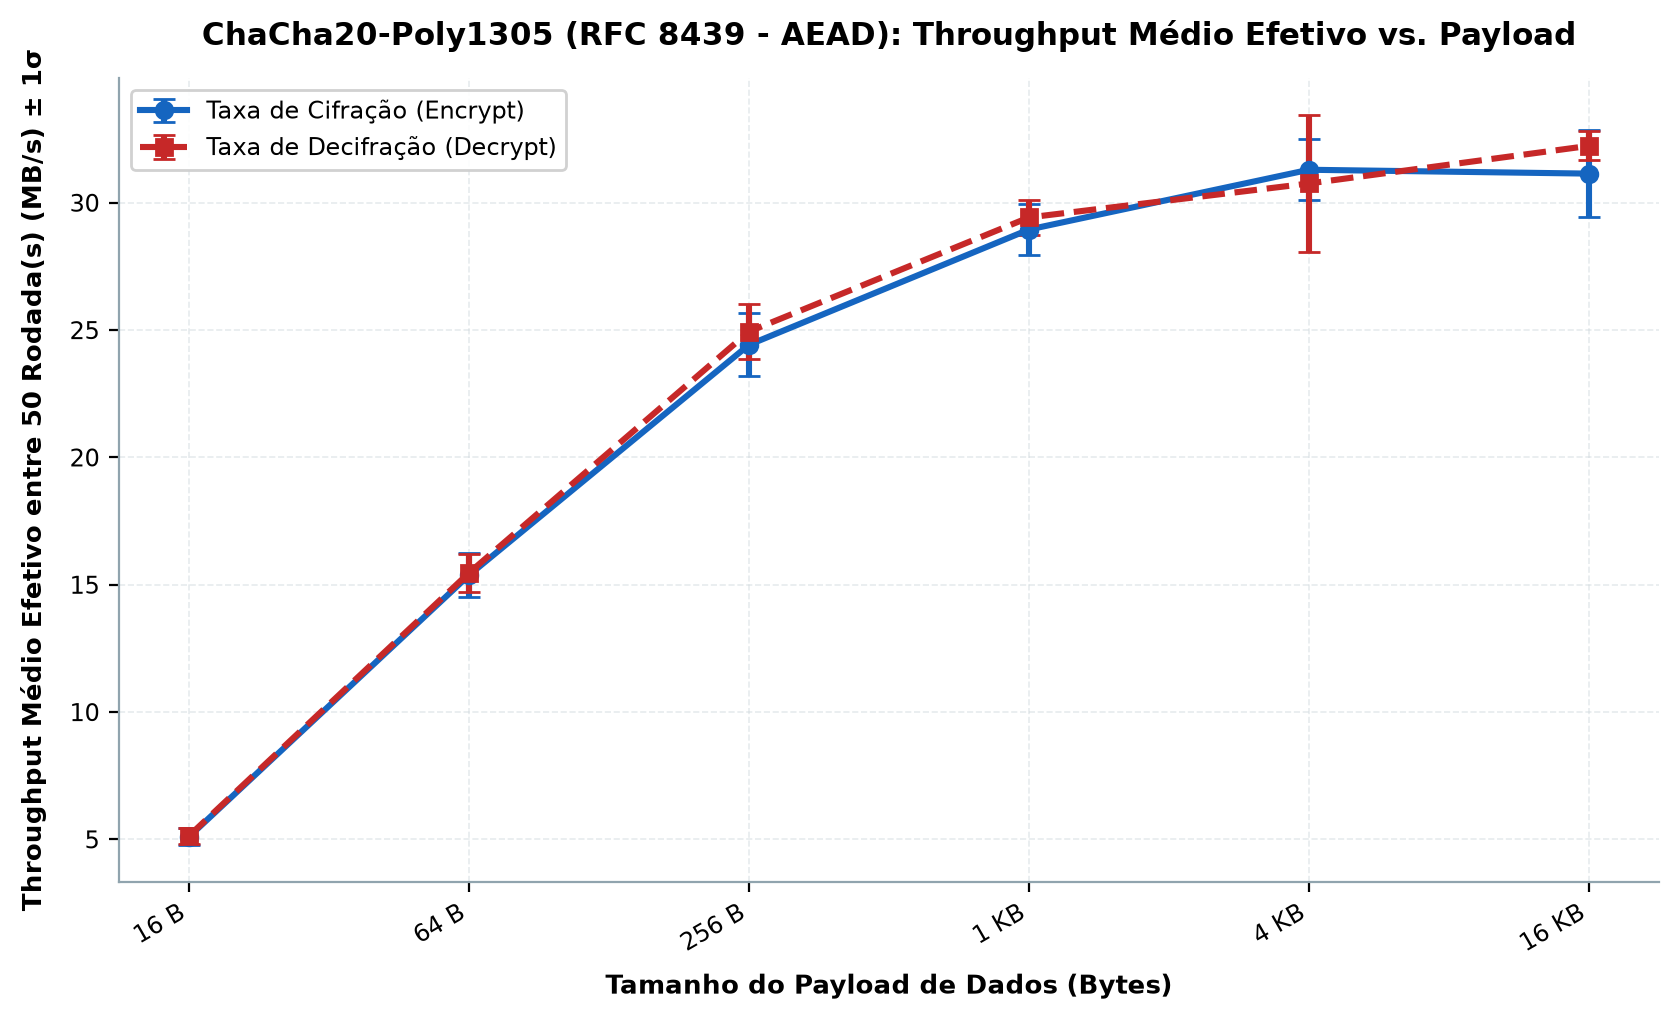 ChaCha20-Poly1305 (RFC 8439 - AEAD): Throughput Médio Efetivo vs. Payload
Throughput Médio Efetivo entre 50 Rodada(s) (MB/s) ± 1σ
Taxa de Cifração (Encrypt)
Taxa de Decifração (Decrypt)
30
25
20
15
10
5
16 B
64 B
256 B
1 KB
4 KB
16 KB
Tamanho do Payload de Dados (Bytes)